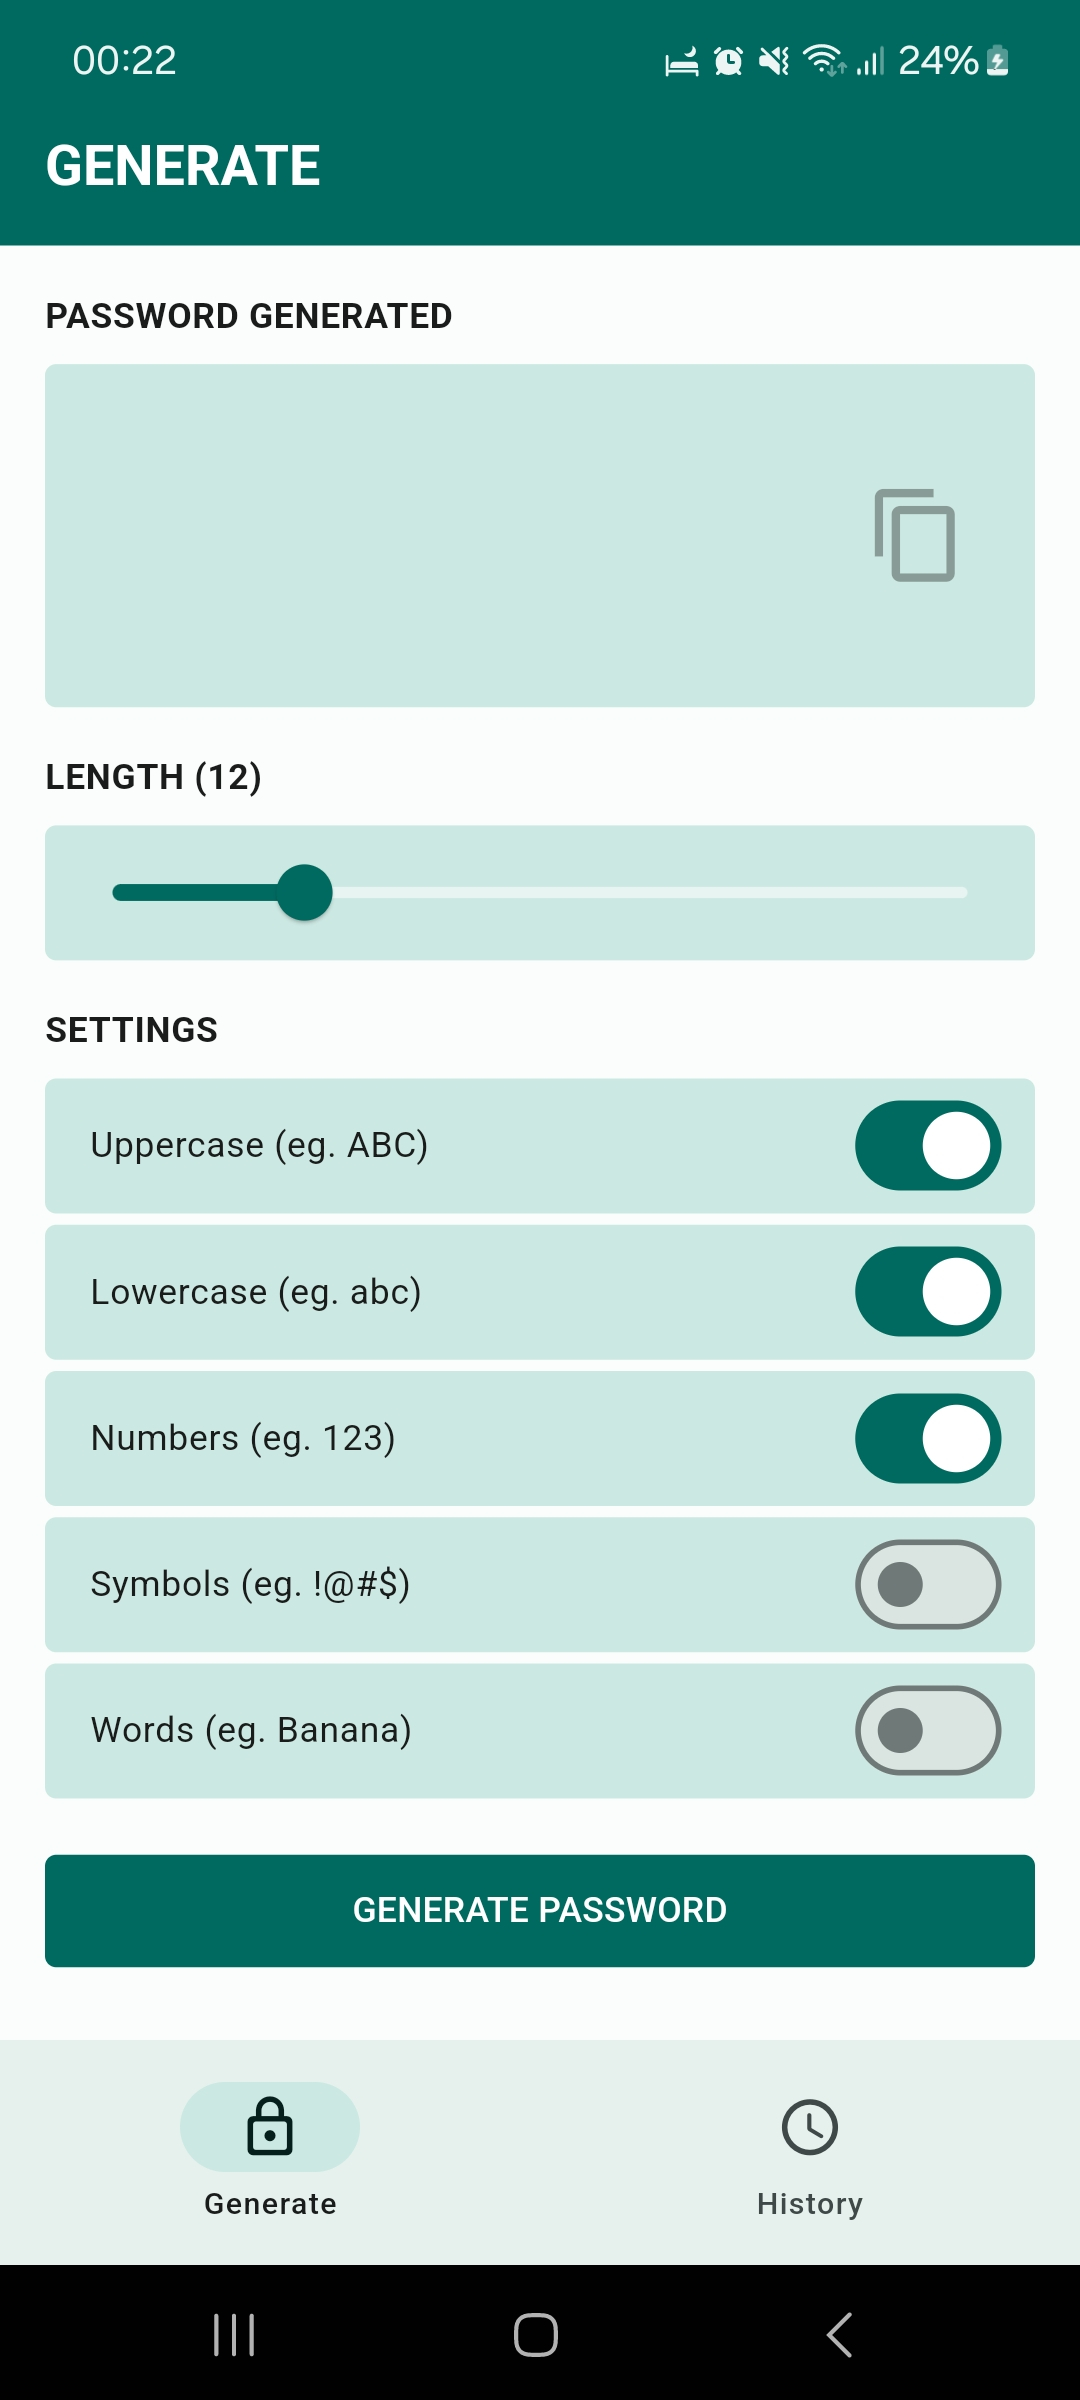 00:22 24%
GENERATE
PASSWORD GENERATED
LENGTH (12)
SETTINGS
Uppercase (eg. ABC)
Lowercase (eg. abc)
Numbers (eg. 123)
Symbols (eg. !@#$)
Words (eg. Banana)
GENERATE PASSWORD
Generate History